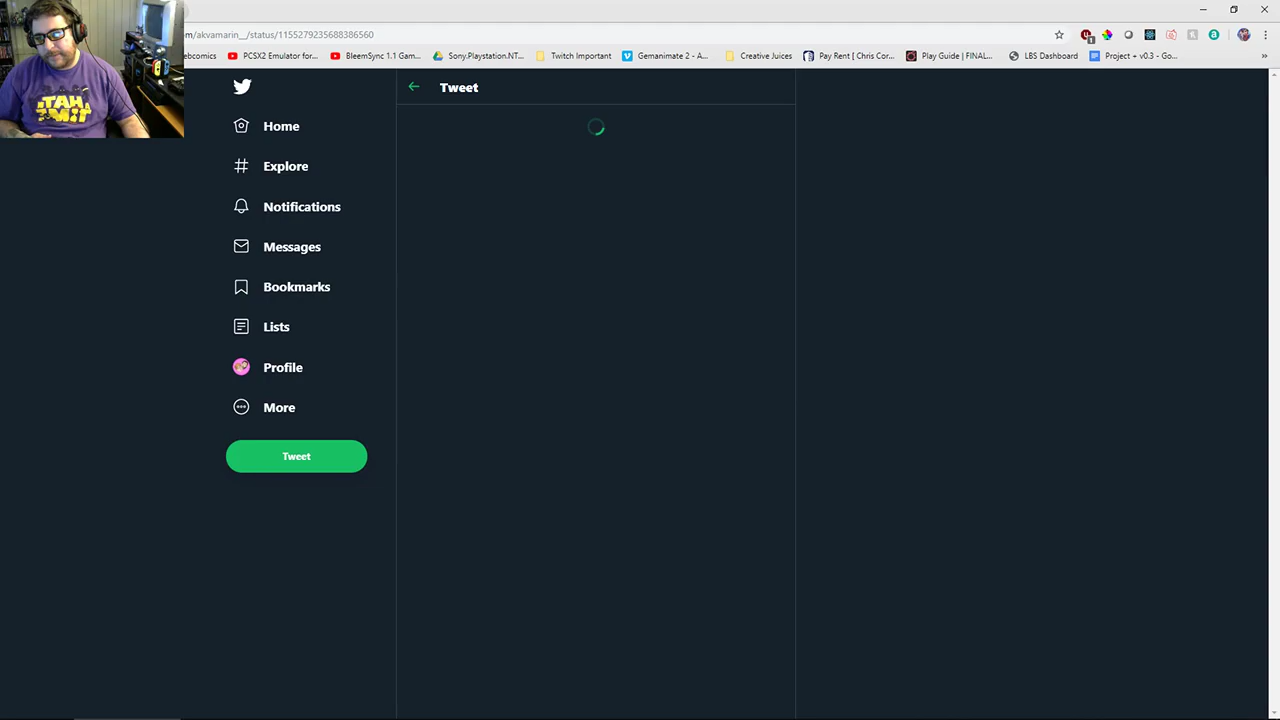 om/akvamarin__/status/1155279235688386560
ebcomics
PCSX2 Emulator for...
BleemSync 1.1 Gam...
Sony.Playstation.NT...
Twitch Important
Gemanimate 2 - A...
Creative Juices
Pay Rent | Chris Cor...
Play Guide | FINAL...
LBS Dashboard
Project + v0.3 - Go...
»
Tweet
Home
Explore
Notifications
Messages
Bookmarks
Lists
Profile
More
Tweet